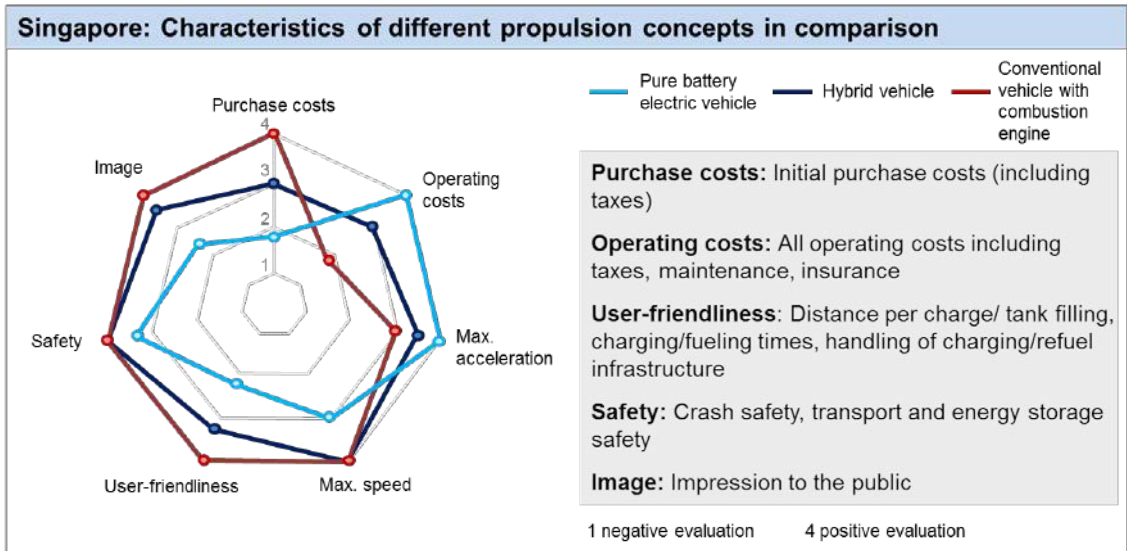 Singapore: Characteristics of different propulsion concepts in comparison
Purchase costs
4
3
2
1
Image
Operating
costs
Safety
Max.
acceleration
User-friendliness
Max. speed
Pure battery
electric vehicle
Hybrid vehicle
Conventional
vehicle with
combustion
engine
Purchase costs: Initial purchase costs (including
taxes)
Operating costs: All operating costs including
taxes, maintenance, insurance
User-friendliness: Distance per charge/ tank filling,
charging/fueling times, handling of charging/refuel
infrastructure
Safety: Crash safety, transport and energy storage
safety
Image: Impression to the public
1 negative evaluation 4 positive evaluation